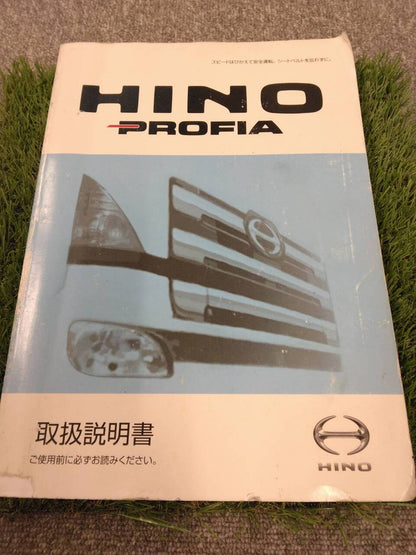 スピードはひかえて安全運転。シートベルトを忘れずに。
HINO
PROFIA
取扱説明書
ご使用前に必ずお読みください。
HINO